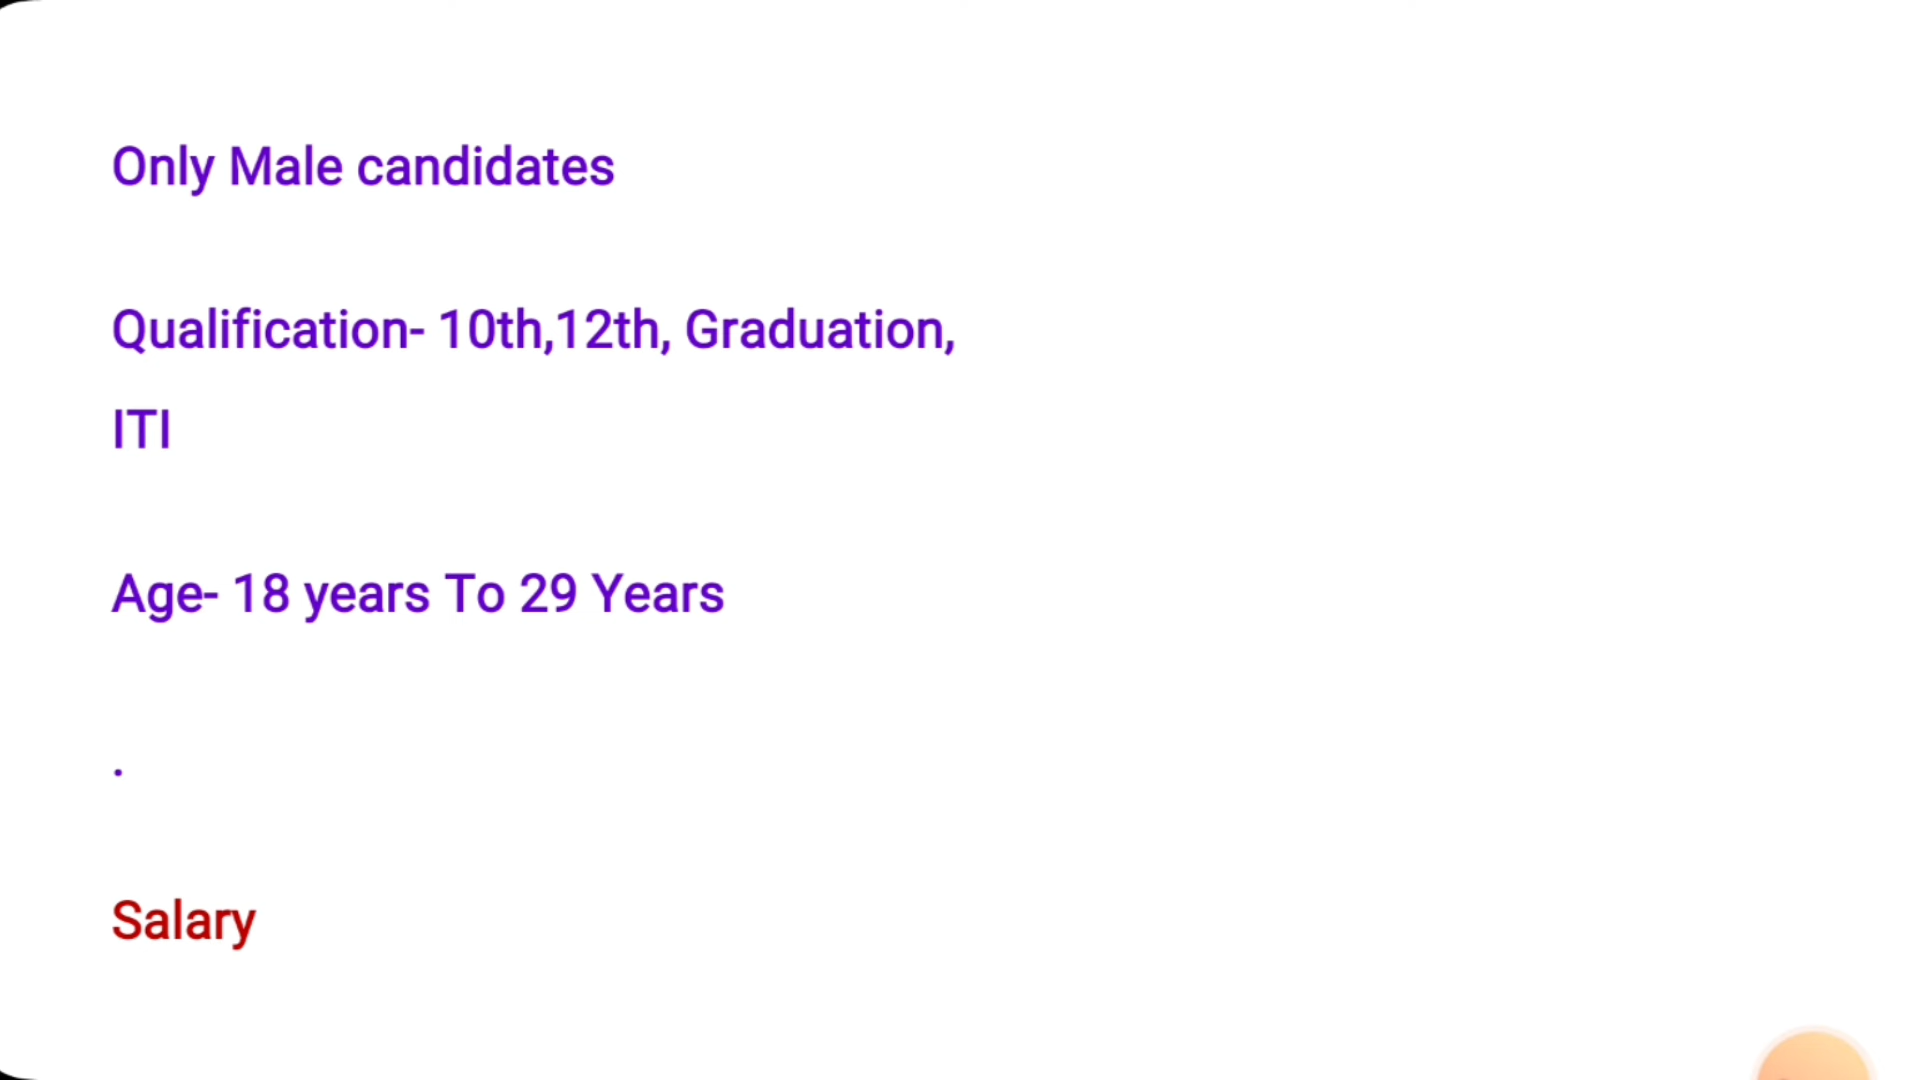 Only Male candidates
Qualification- 10th,12th, Graduation,
ITI
Age- 18 years To 29 Years
.
Salary